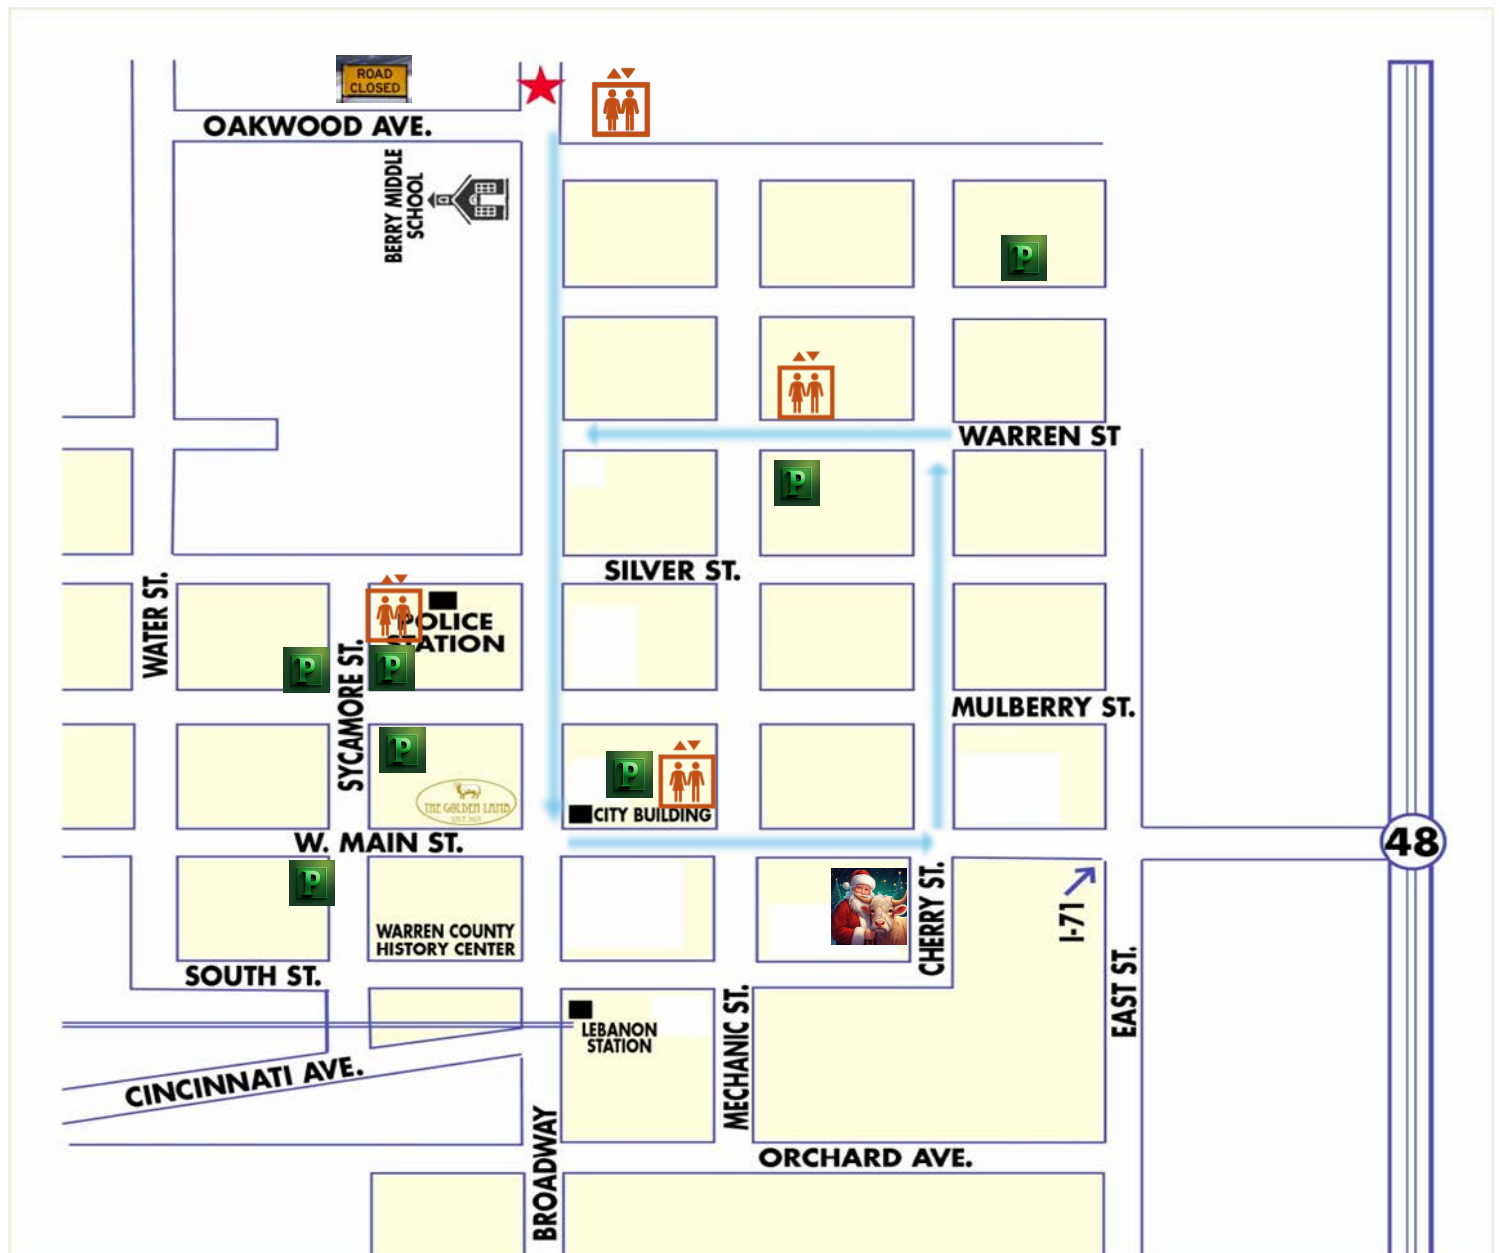 ROAD
CLOSED
OAKWOOD AVE.
BERRY MIDDLE
SCHOOL
P
WARREN ST
P
SILVER ST.
WATER ST.
POLICE
STATION
P
P
SYCAMORE ST.
MULBERRY ST.
P
P
THE GOLDEN LAMB
CITY BUILDING
W. MAIN ST.
48
P
CHERRY ST.
I-71
WARREN COUNTY
HISTORY CENTER
SOUTH ST.
EAST ST.
MECHANIC ST.
LEBANON
STATION
CINCINNATI AVE.
BROADWAY
ORCHARD AVE.